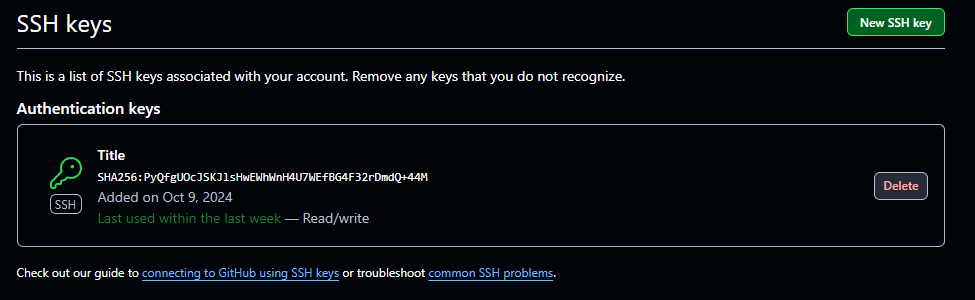 SSH keys
New SSH key
This is a list of SSH keys associated with your account. Remove any keys that you do not recognize.
Authentication keys
Title
SHA256:PyQfgUOcJSKJlsHwEWhWnH4U7WEfBG4F32rDmdQ+44M
SSH
Added on Oct 9, 2024
Last used within the last week — Read/write
Delete
Check out our guide to connecting to GitHub using SSH keys or troubleshoot common SSH problems.